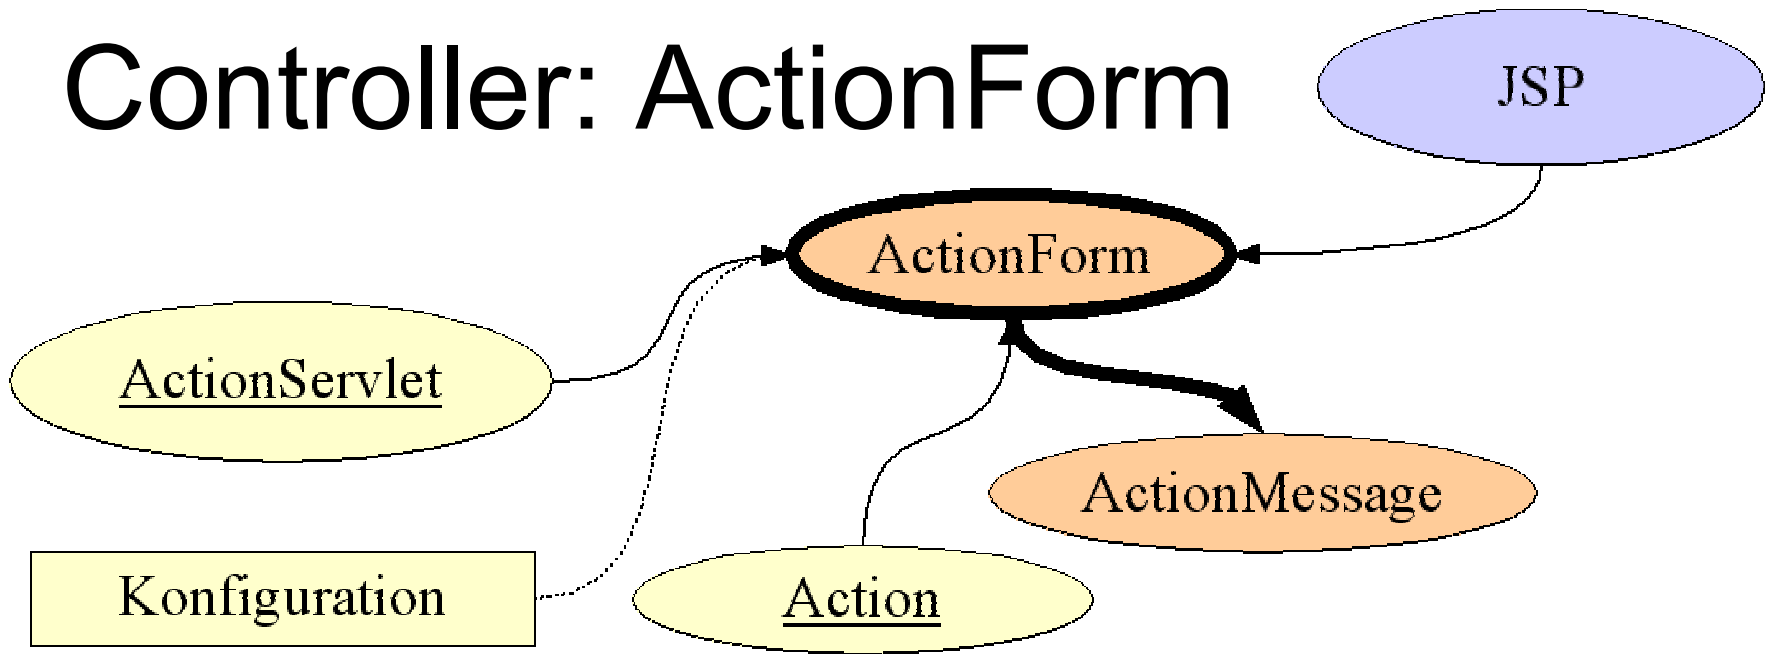 Controller: ActionForm
JSP
ActionForm
ActionServlet
ActionMessage
Konfiguration
Action